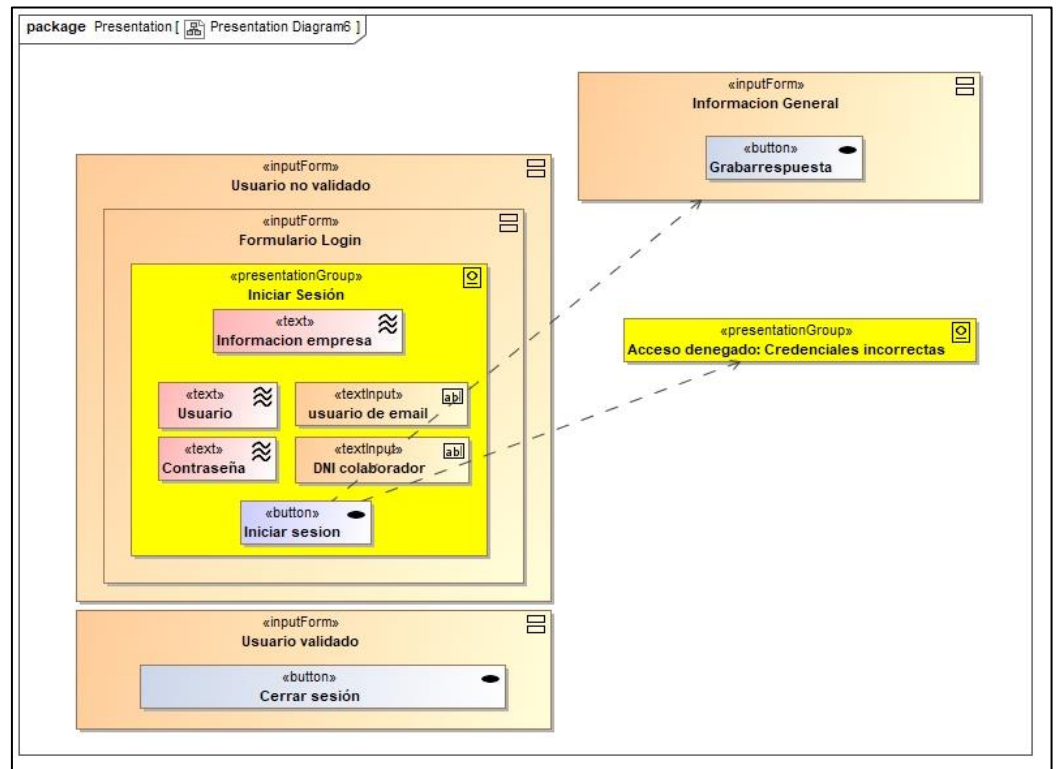 package Presentation [ Presentation Diagram6 ]
«inputForm»
Informacion General
«button»
Grabarrespuesta
«inputForm»
Usuario no validado
«inputForm»
Formulario Login
«presentationGroup»
Iniciar Sesión
«text»
Informacion empresa
«text»
Usuario
«textInput»
usuario de email
abl
«text»
Contraseña
«textInput»
DNI colaborador
abl
«button»
Iniciar sesion
«presentationGroup»
Acceso denegado: Credenciales incorrectas
«inputForm»
Usuario validado
«button»
Cerrar sesión